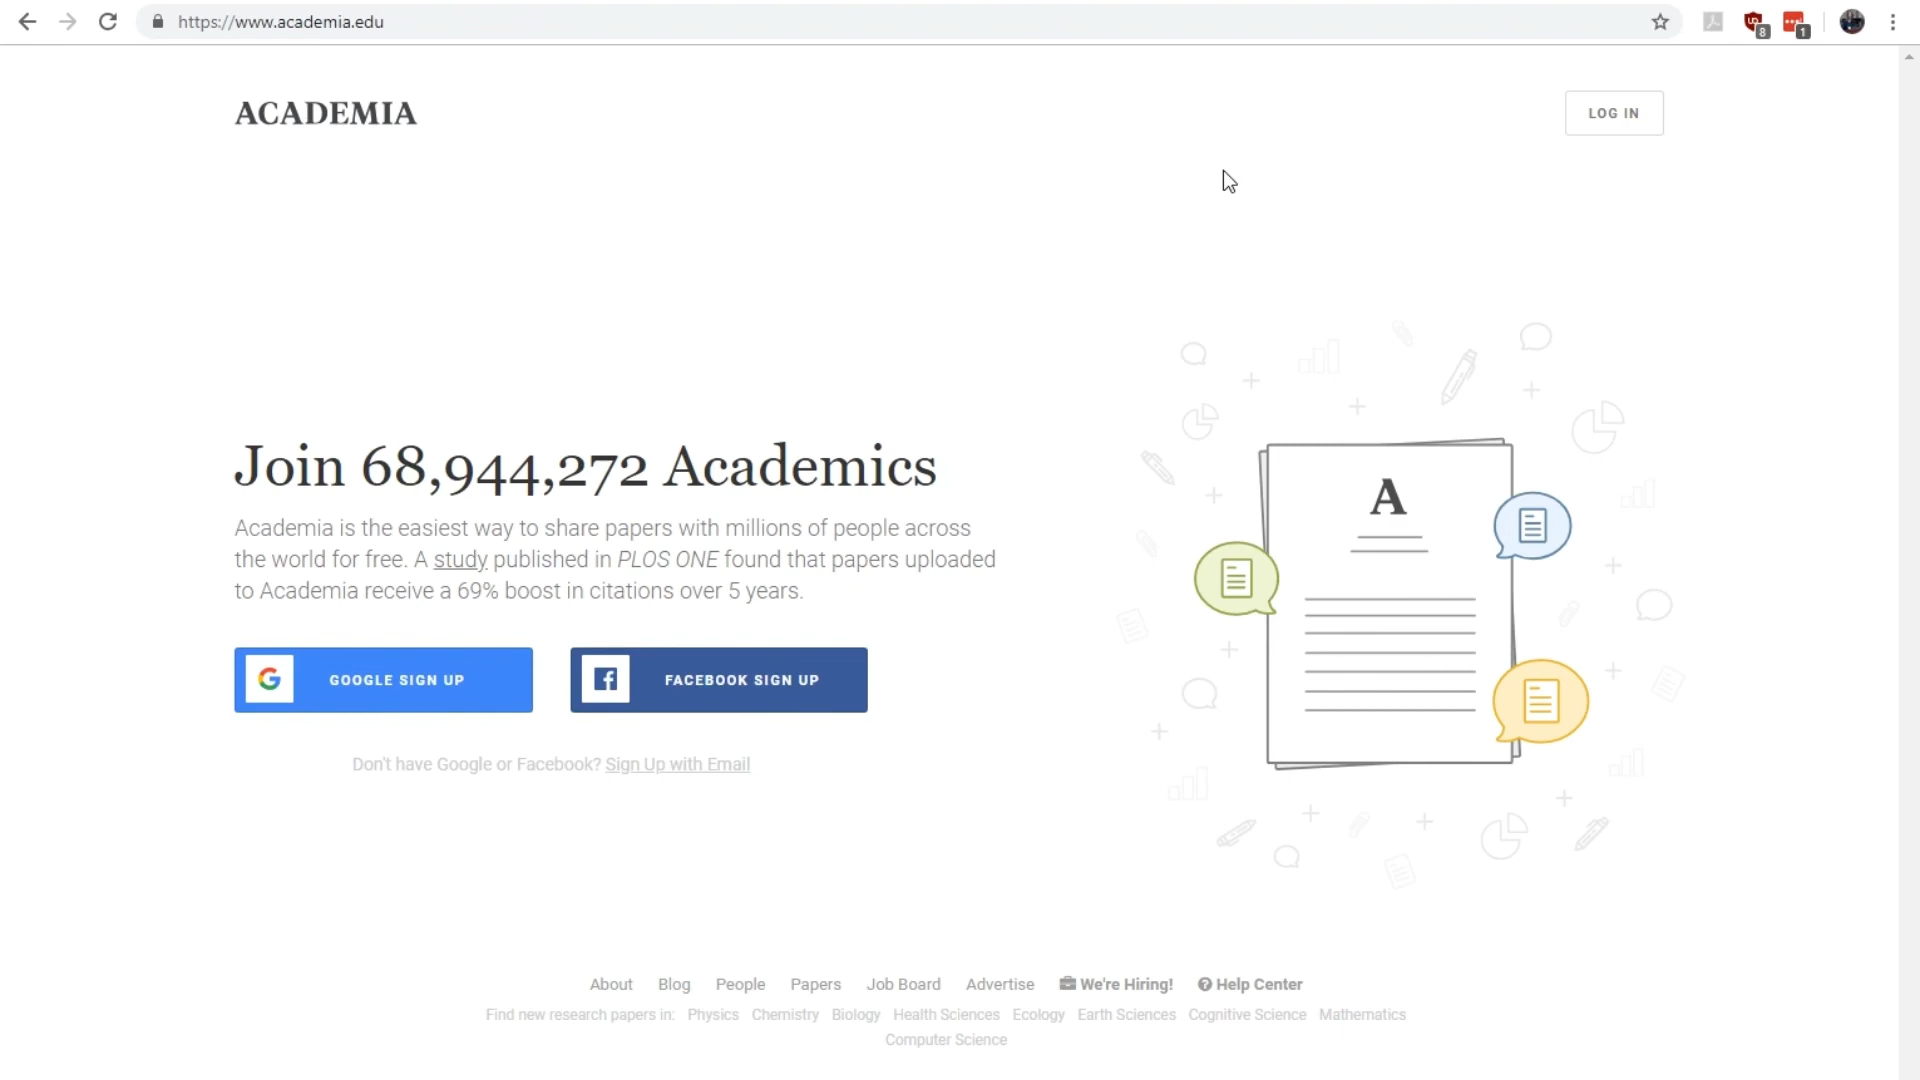 https://www.academia.edu
8
1
ACADEMIA
LOG IN
Join 68,944,272 Academics
Academia is the easiest way to share papers with millions of people across
the world for free. A study published in PLOS ONE found that papers uploaded
to Academia receive a 69% boost in citations over 5 years.
A
GOOGLE SIGN UP
FACEBOOK SIGN UP
Don't have Google or Facebook? Sign Up with Email
About Blog People Papers Job Board Advertise We're Hiring! Help Center
Find new research papers in: Physics Chemistry Biology Health Sciences Ecology Earth Sciences Cognitive Science Mathematics
Computer Science